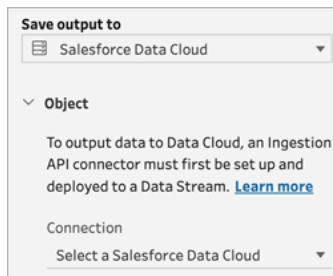 Save output to
Salesforce Data Cloud
Object
To output data to Data Cloud, an Ingestion
API connector must first be set up and
deployed to a Data Stream. Learn more
Connection
Select a Salesforce Data Cloud